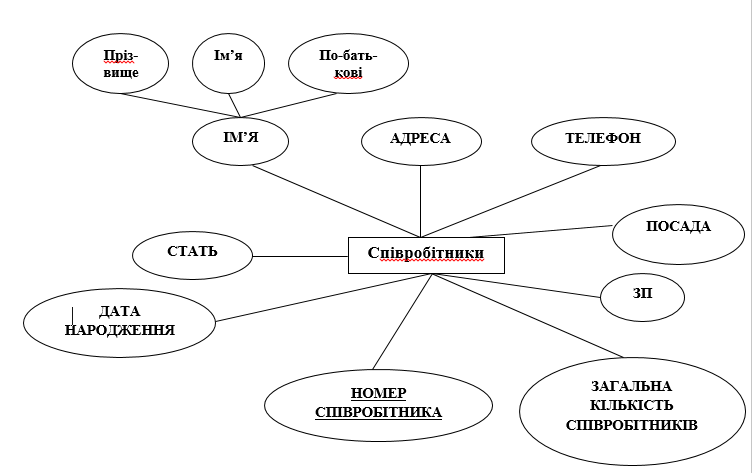 Пріз-
вище
Ім’я
По-бать-
кові
ІМ’Я
АДРЕСА
ТЕЛЕФОН
ПОСАДА
СТАТЬ
Співробітники
ЗП
ДАТА
НАРОДЖЕННЯ
НОМЕР
СПІВРОБІТНИКА
ЗАГАЛЬНА
КІЛЬКІСТЬ
СПІВРОБІТНИКІВ